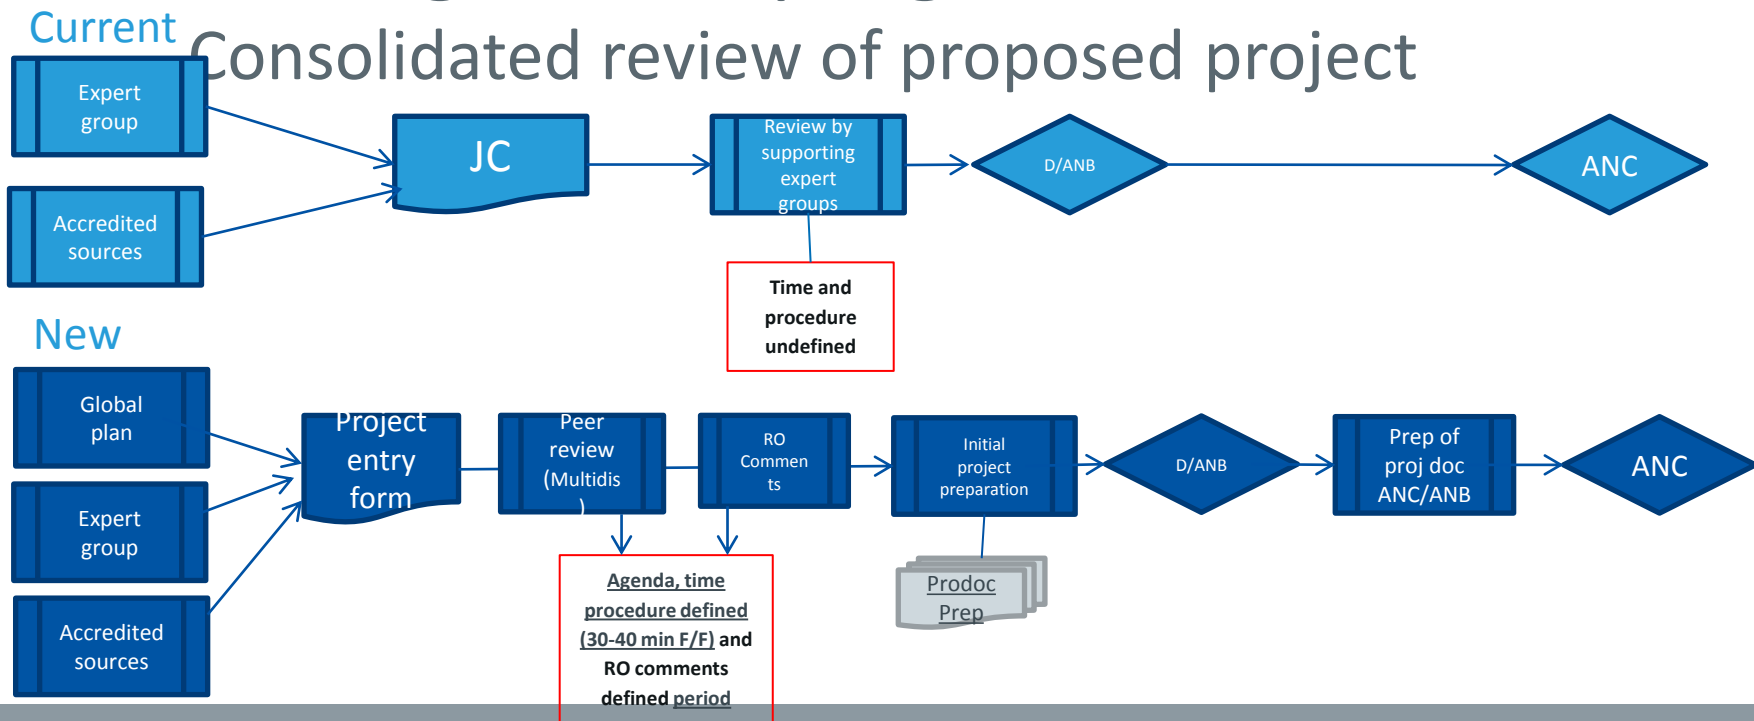 Current
Consolidated review of proposed project
Expert
group
Accredited
sources
JC
Review by
supporting
expert
groups
D/ANB
ANC
Time and
procedure
undefined
New
Global
plan
Expert
group
Accredited
sources
Project
entry
form
Peer
review
(Multidis
)
RO
Commen
ts
Initial
project
preparation
D/ANB
Prep of
proj doc
ANC/ANB
ANC
Agenda, time
procedure defined
(30-40 min F/F) and
RO comments
defined period
Prodoc
Prep